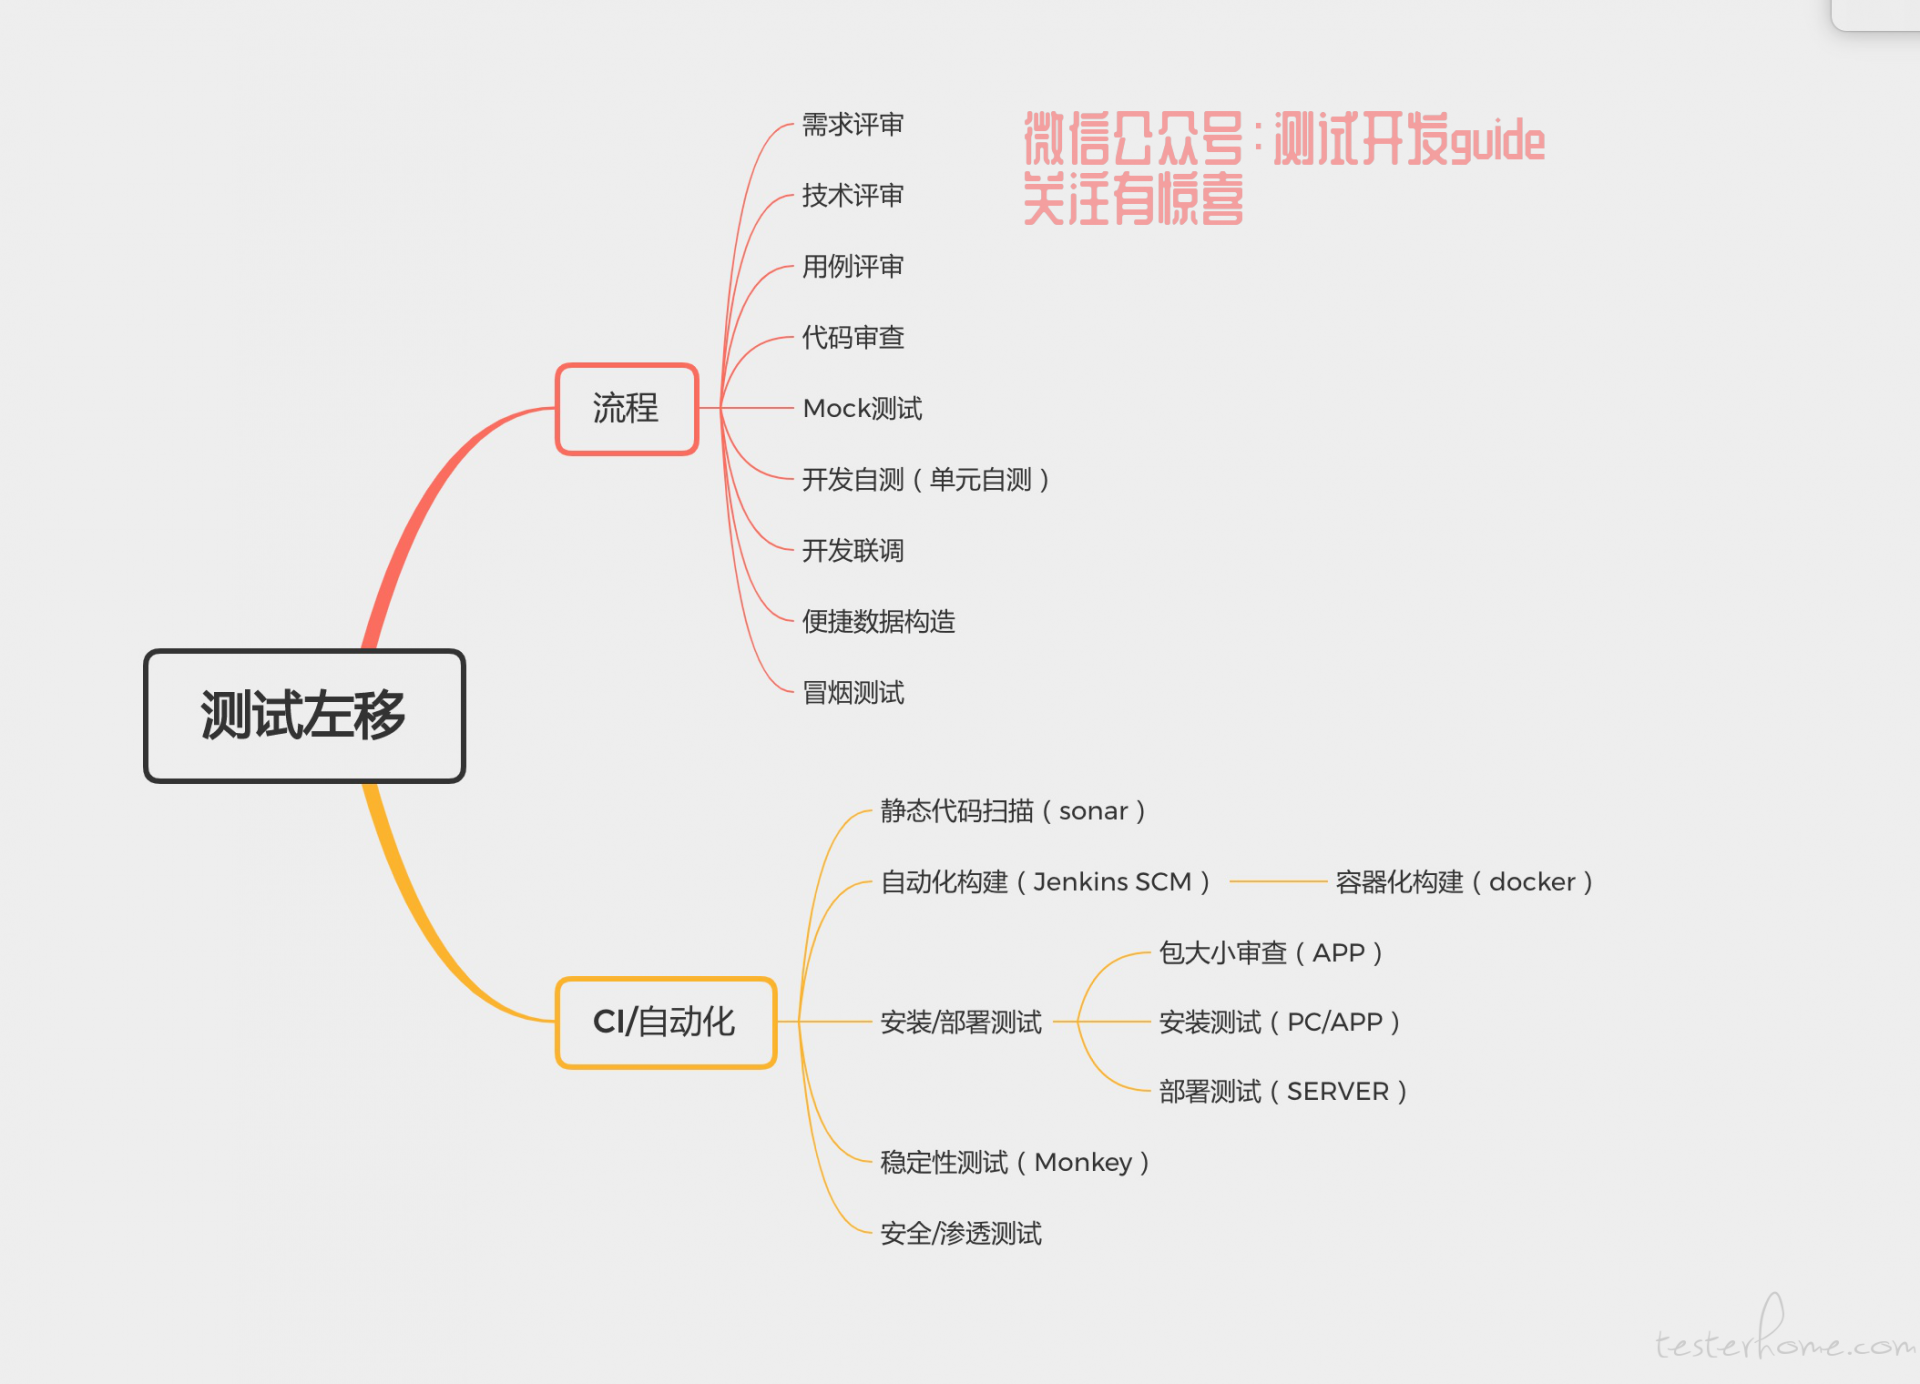 需求评审
微信公众号:测试开发guide
关注有惊喜
技术评审
用例评审
代码审查
流程
Mock测试
开发自测（单元自测）
开发联调
便捷数据构造
冒烟测试
测试左移
静态代码扫描（sonar）
自动化构建（Jenkins SCM）
容器化构建（docker）
包大小审查（APP）
CI/自动化
安装/部署测试
安装测试（PC/APP）
部署测试（SERVER）
稳定性测试（Monkey）
安全/渗透测试
testerhome.com